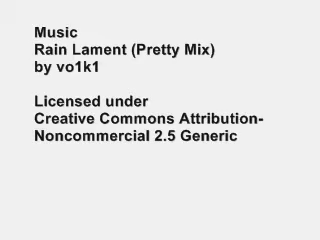 Music
Rain Lament (Pretty Mix)
by vo1k1
Licensed under
Creative Commons Attribution-
Noncommercial 2.5 Generic